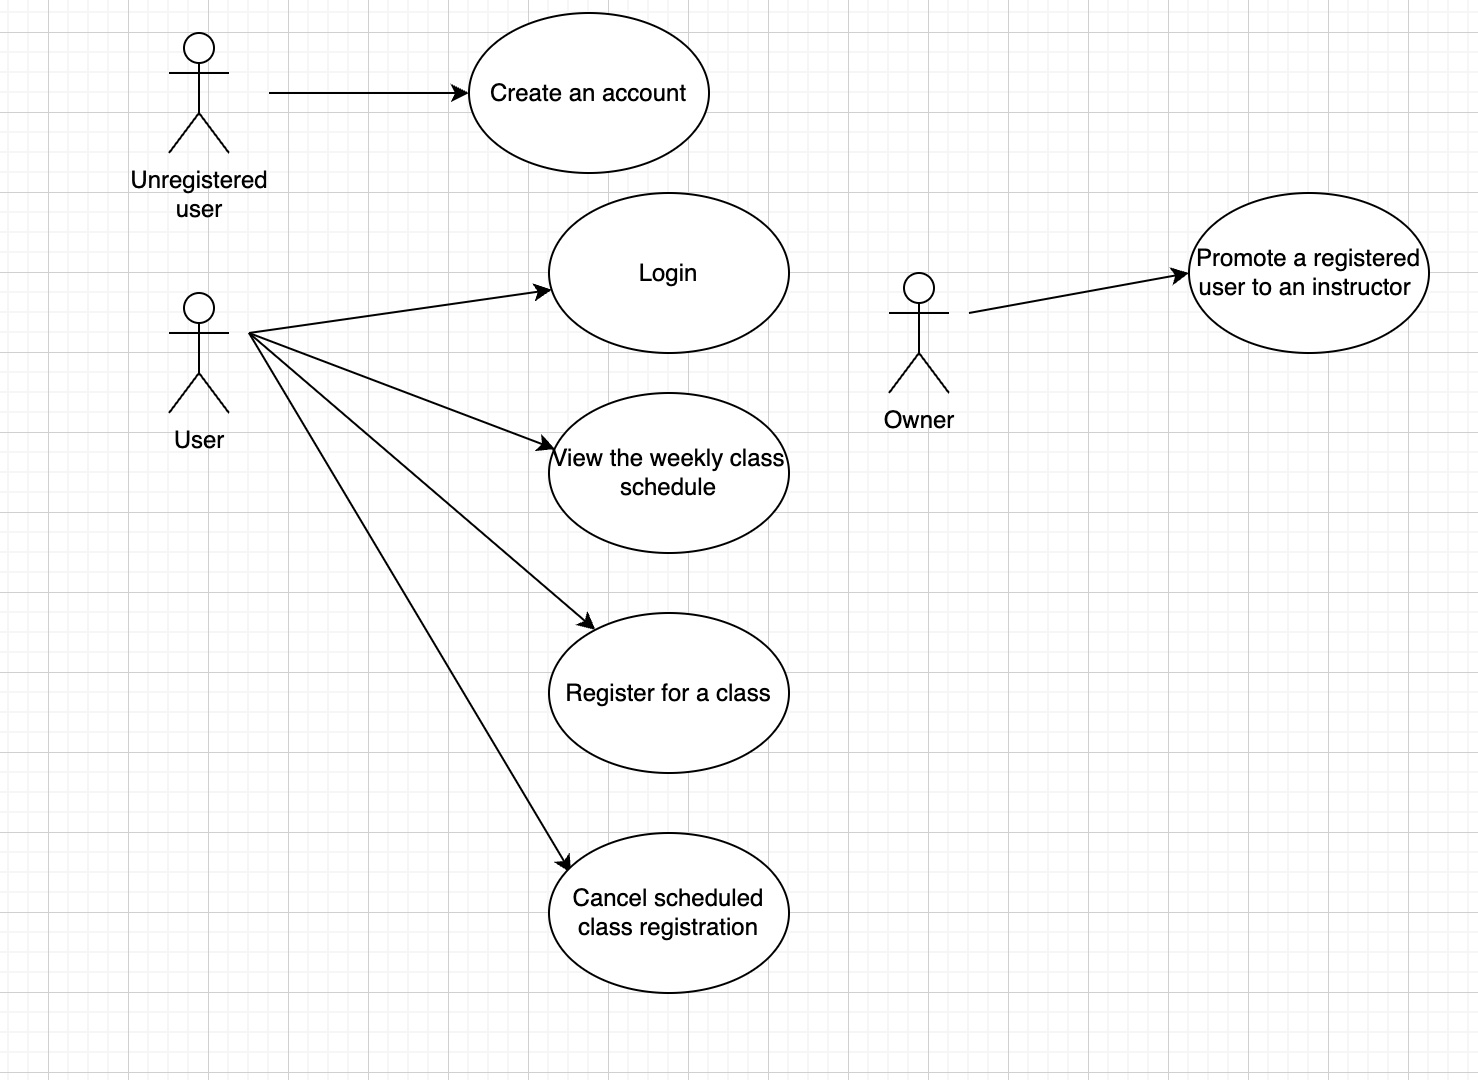 Create an account
Unregistered
user
Login
User
View the weekly class
schedule
Register for a class
Cancel scheduled
class registration
Promote a registered
user to an instructor
Owner